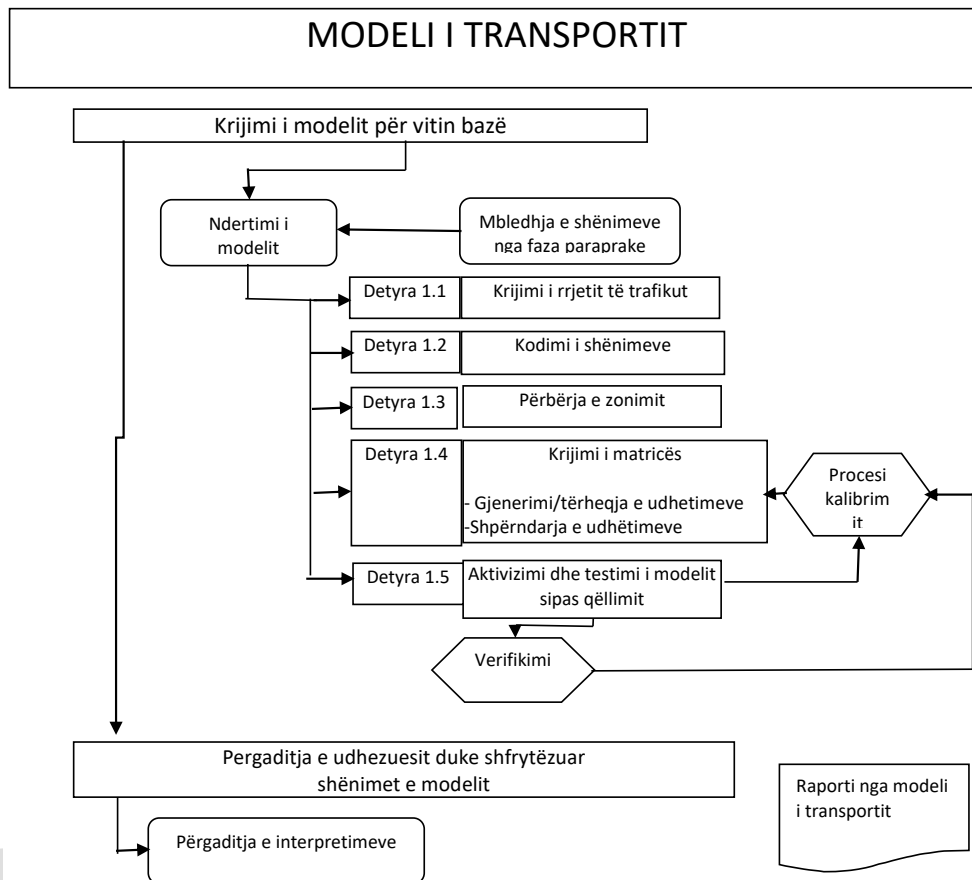 MODELI I TRANSPORTIT
Krijimi i modelit për vitin bazë
Ndertimi i
modelit
Mbledhja e shënimeve
nga faza paraprake
Detyra 1.1
Krijimi i rrjetit të trafikut
Detyra 1.2
Kodimi i shënimeve
Detyra 1.3
Përbërja e zonimit
Detyra 1.4
Krijimi i matricës
- Gjenerimi/tërheqja e udhetimeve
-Shpërndarja e udhëtimeve
Procesi
kalibrim
it
Detyra 1.5
Aktivizimi dhe testimi i modelit
sipas qëllimit
Verifikimi
Pergaditja e udhezuesit duke shfrytëzuar
shënimet e modelit
Raporti nga modeli
i transportit
Përgaditja e interpretimeve